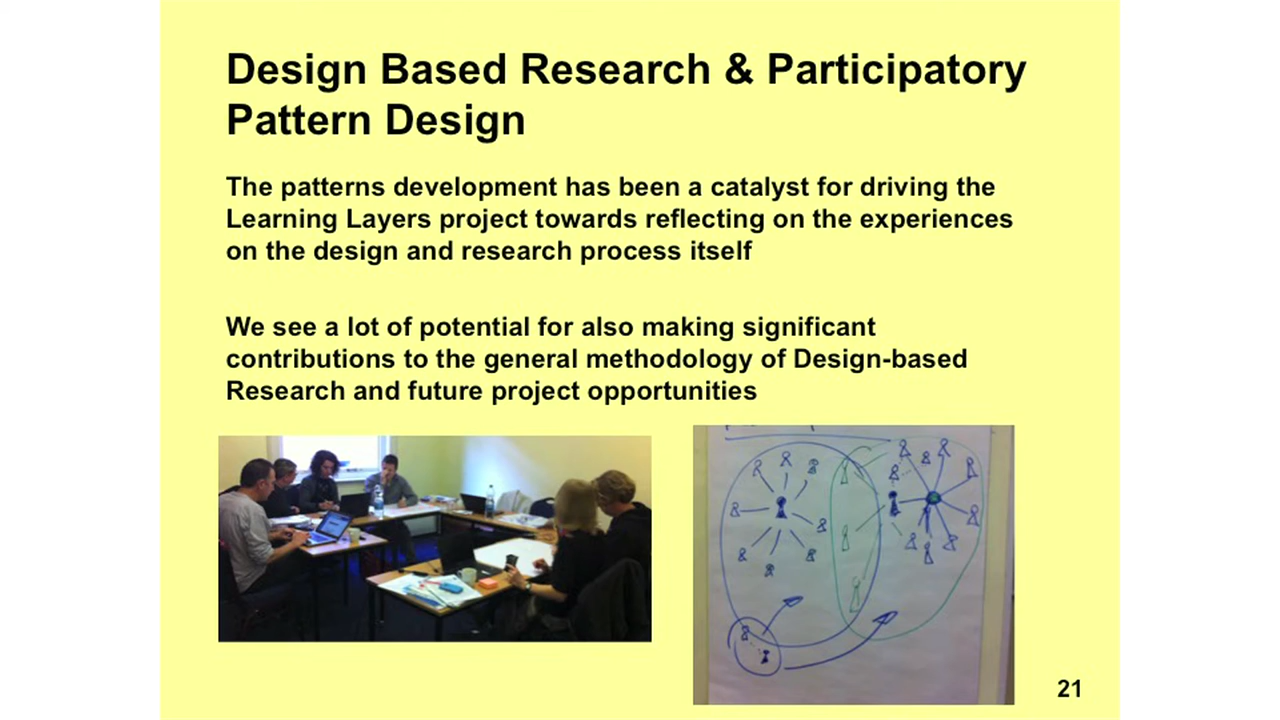 Design Based Research & Participatory
Pattern Design
The patterns development has been a catalyst for driving the
Learning Layers project towards reflecting on the experiences
on the design and research process itself
We see a lot of potential for also making significant
contributions to the general methodology of Design-based
Research and future project opportunities
21